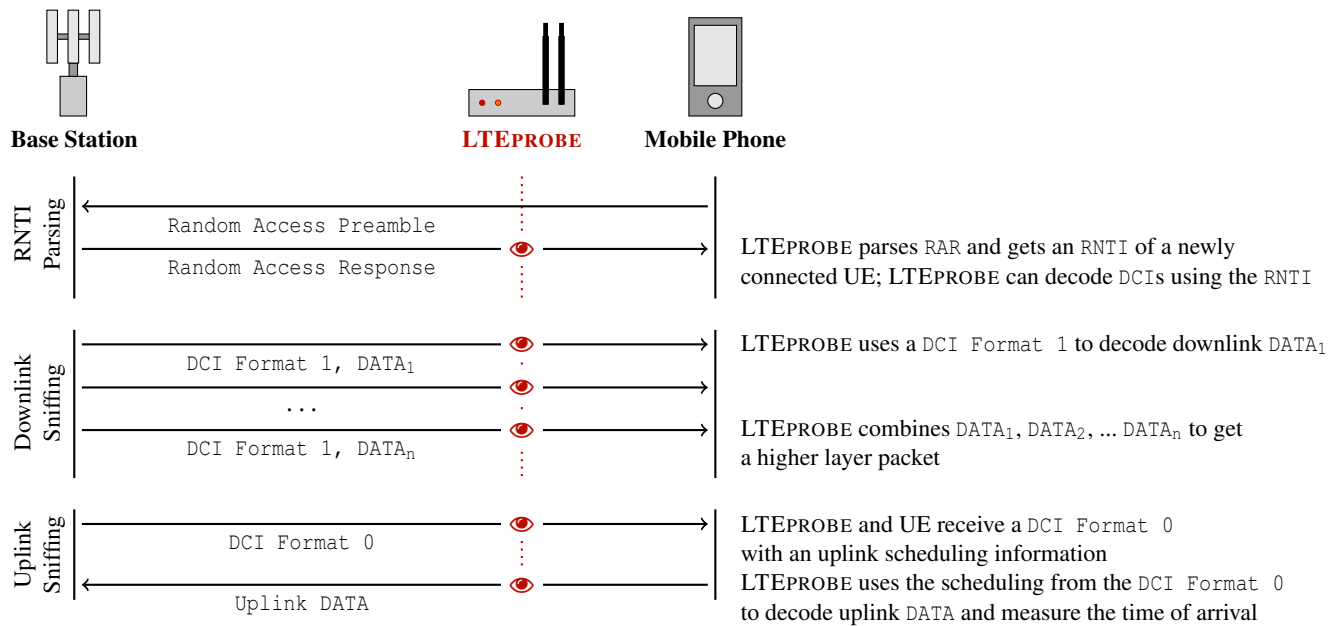 Base Station
LTEPROBE
Mobile Phone
RNTI
Parsing
Random Access Preamble
Random Access Response
LTEPROBE parses RAR and gets an RNTI of a newly
connected UE; LTEPROBE can decode DCIs using the RNTI
Downlink
Sniffing
DCI Format 1, DATA₁
...
DCI Format 1, DATAₙ
LTEPROBE uses a DCI Format 1 to decode downlink DATA₁
LTEPROBE combines DATA₁, DATA₂, ... DATAₙ to get
a higher layer packet
Uplink
Sniffing
DCI Format 0
Uplink DATA
LTEPROBE and UE receive a DCI Format 0
with an uplink scheduling information
LTEPROBE uses the scheduling from the DCI Format 0
to decode uplink DATA and measure the time of arrival